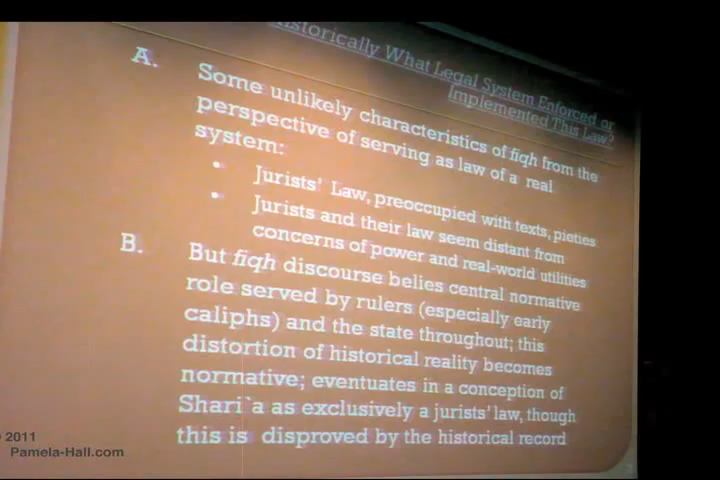 istorically What Legal System Enforced or
Implemented This Law?
A. Some unlikely characteristics of fiqh from the
perspective of serving as law of a real
system:
• Jurists' Law, preoccupied with texts, pieties
• Jurists and their law seem distant from
concerns of power and real-world utilities
B. But fiqh discourse belies central normative
role served by rulers (especially early
caliphs) and the state throughout; this
distortion of historical reality becomes
normative; eventuates in a conception of
Shari`a as exclusively a jurists' law, though
this is disproved by the historical record
2011
Pamela-Hall.com